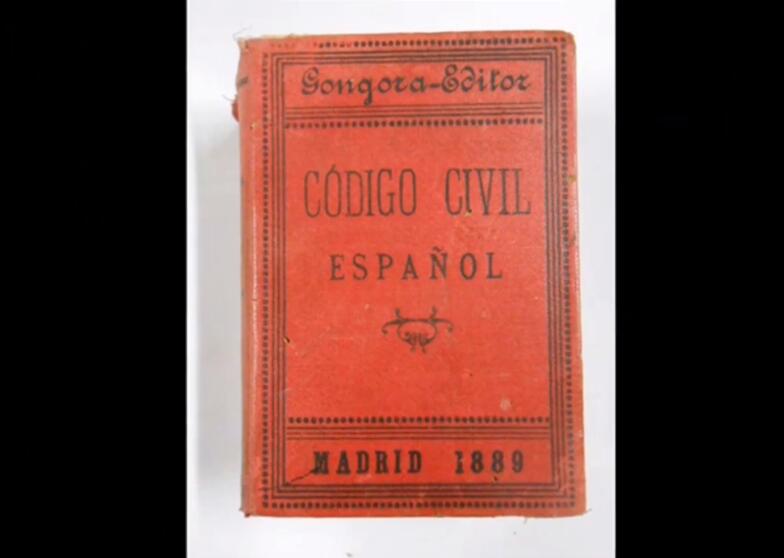 Gongora-Editor
CÓDIGO CIVIL
ESPAÑOL
MADRID 1889